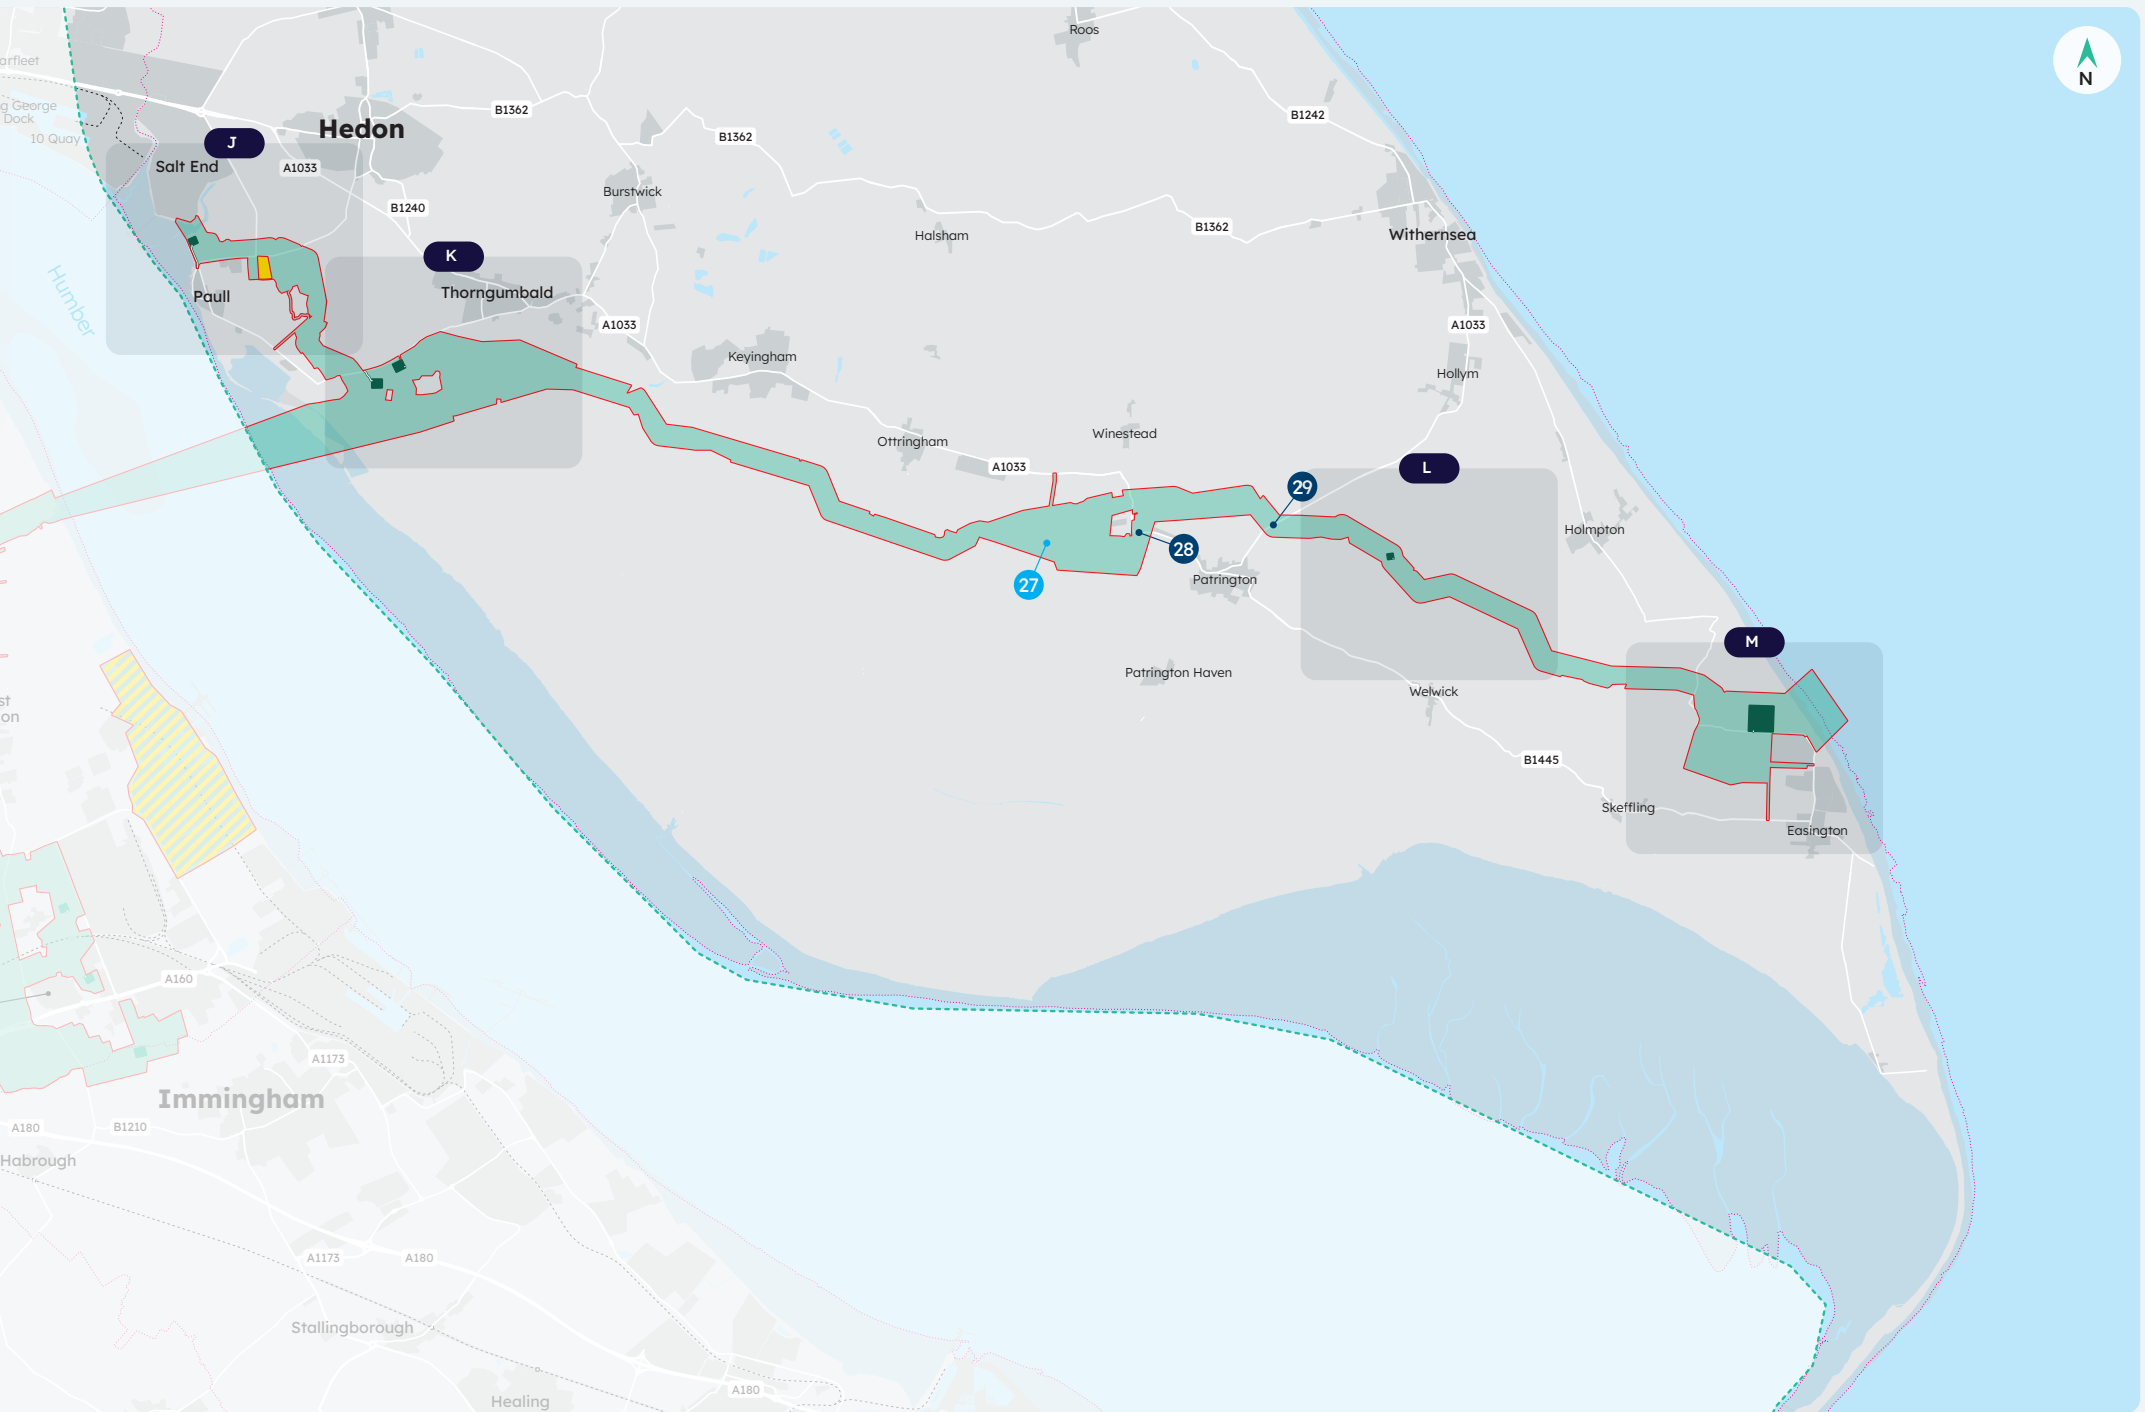 Roos
N
arfleet
g George
Dock
10 Quay
B1362
B1242
Hedon
B1362
J
Salt End
A1033
Burstwick
B1240
B1362
Halsham
Withernsea
K
Humber
Paull
Thorngumbald
A1033
A1033
Keyingham
Hollym
Ottringham
Winestead
A1033
L
29
Holmpton
28
27
Patrington
M
Patrington Haven
Welwick
st
on
B1445
Skeffling
Easington
A160
A1173
Immingham
A180
B1210
Habrough
A1173
A180
Stallingborough
A180
Healing